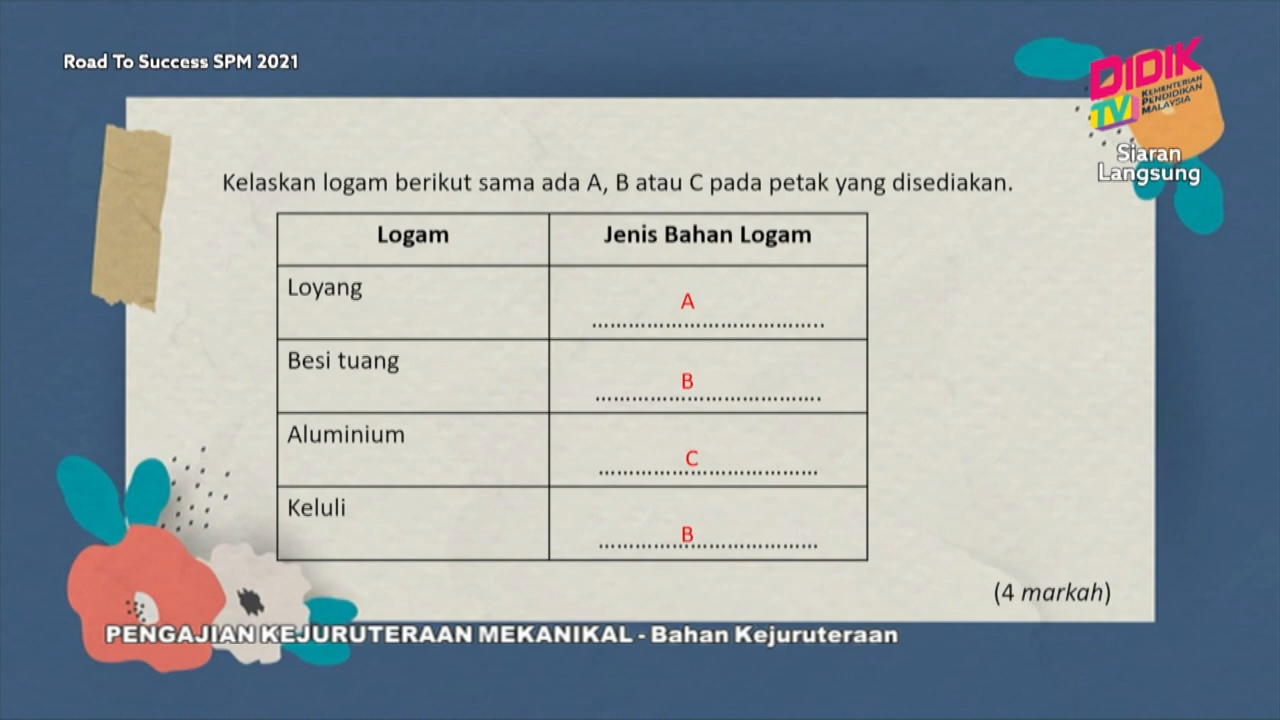 Road To Success SPM 2021
DIDIK
TV
KEMENTERIAN
PENDIDIKAN
MALAYSIA
Siaran
Langsung
Kelaskan logam berikut sama ada A, B atau C pada petak yang disediakan.
Logam Jenis Bahan Logam
Loyang A
Besi tuang B
Aluminium C
Keluli B
(4 markah)
PENGAJIAN KEJURUTERAAN MEKANIKAL - Bahan Kejuruteraan